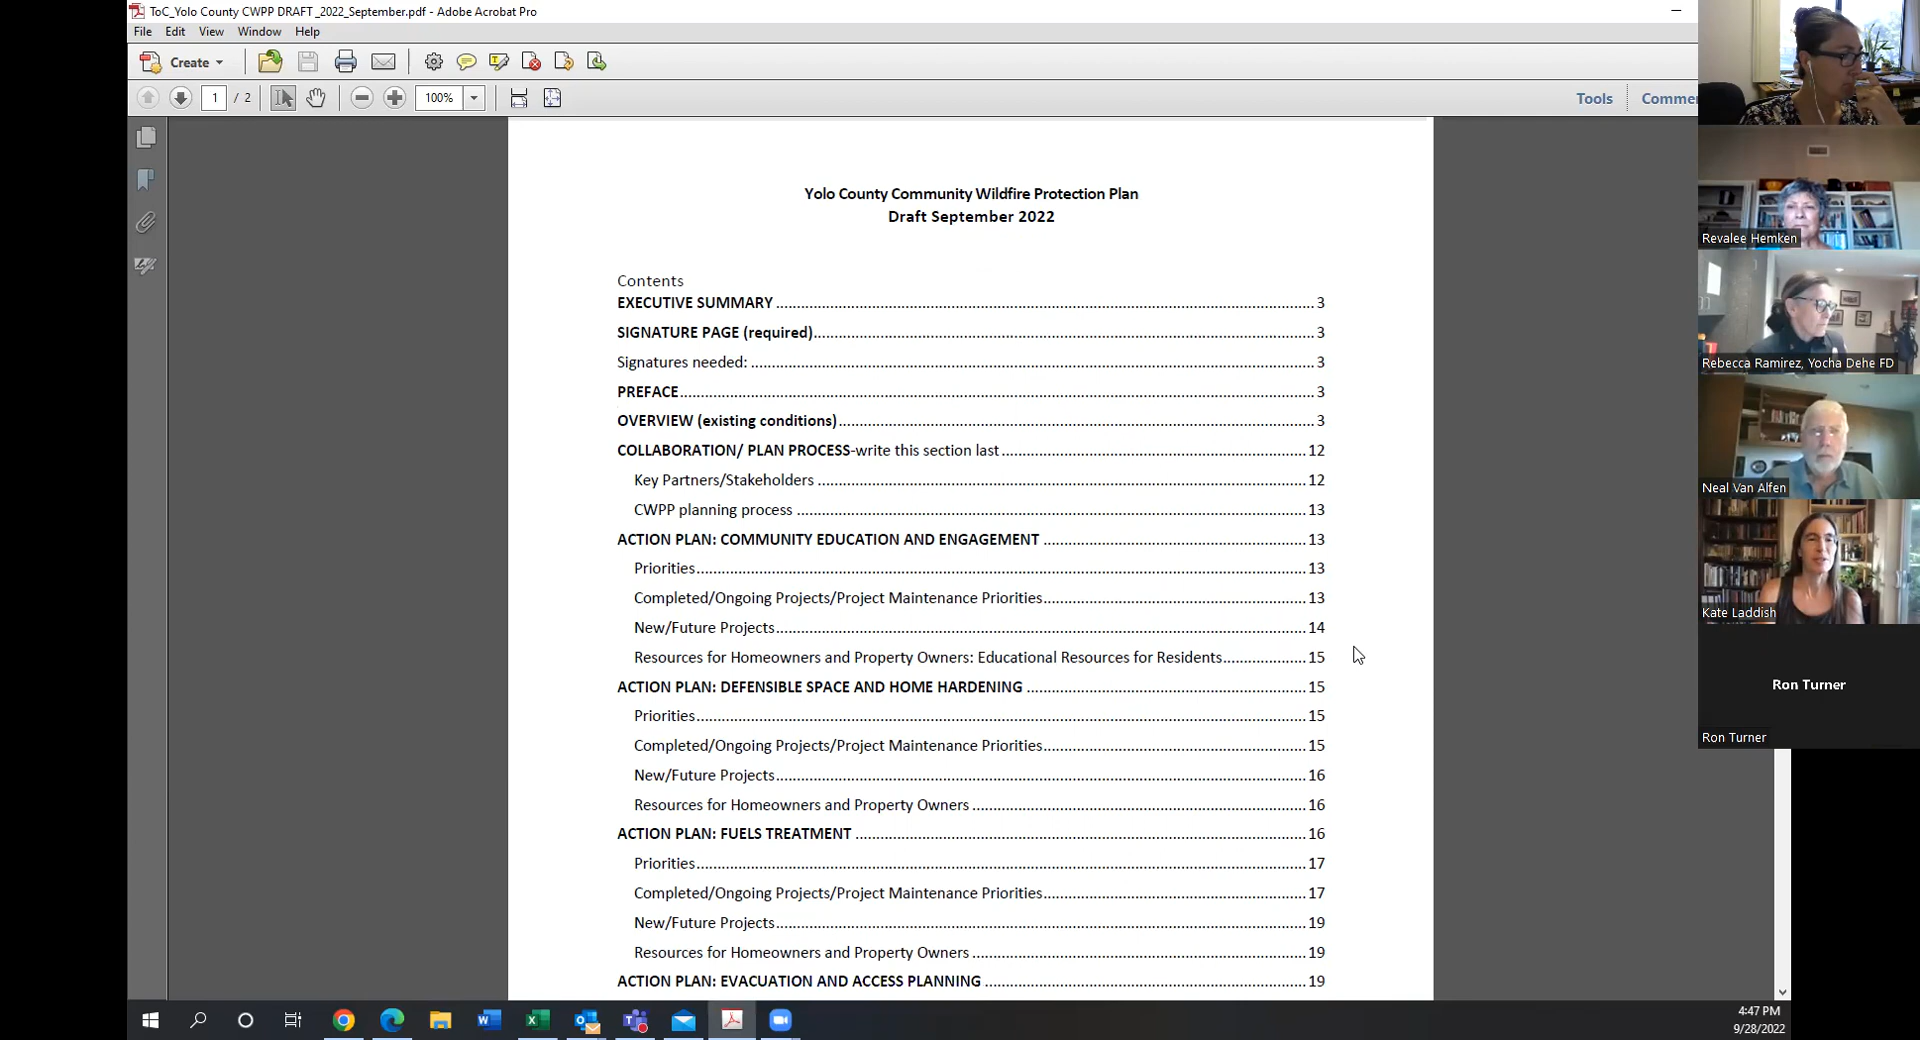 ToC_Yolo County CWPP DRAFT _2022_September.pdf - Adobe Acrobat Pro
File Edit View Window Help
Create
1 / 2 100% Tools Commen
Yolo County Community Wildfire Protection Plan
Draft September 2022
Contents
EXECUTIVE SUMMARY ........ 3
SIGNATURE PAGE (required)........ 3
Signatures needed: ........ 3
PREFACE........ 3
OVERVIEW (existing conditions)........ 3
COLLABORATION/ PLAN PROCESS-write this section last ........ 12
Key Partners/Stakeholders ........ 12
CWPP planning process ........ 13
ACTION PLAN: COMMUNITY EDUCATION AND ENGAGEMENT ........ 13
Priorities........ 13
Completed/Ongoing Projects/Project Maintenance Priorities........ 13
New/Future Projects........ 14
Resources for Homeowners and Property Owners: Educational Resources for Residents........ 15
ACTION PLAN: DEFENSIBLE SPACE AND HOME HARDENING ........ 15
Priorities........ 15
Completed/Ongoing Projects/Project Maintenance Priorities........ 15
New/Future Projects........ 16
Resources for Homeowners and Property Owners ........ 16
ACTION PLAN: FUELS TREATMENT ........ 16
Priorities........ 17
Completed/Ongoing Projects/Project Maintenance Priorities........ 17
New/Future Projects........ 19
Resources for Homeowners and Property Owners ........ 19
ACTION PLAN: EVACUATION AND ACCESS PLANNING ........ 19
Revalee Hemken
Rebecca Ramirez, Yocha Dehe FD
Neal Van Alfen
Kate Laddish
Ron Turner
Ron Turner
4:47 PM
9/28/2022